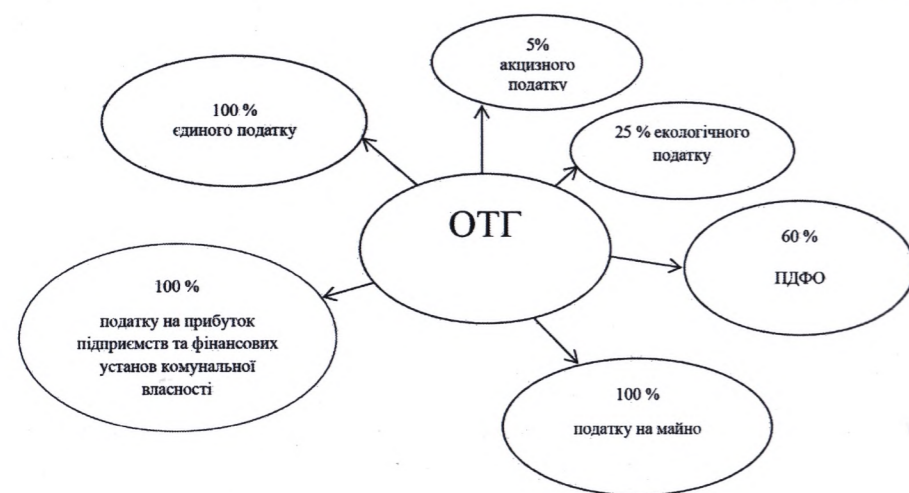 5%
акцизного
податку
100 %
єдиного податку
25 % екологічного
податку
ОТГ
60 %
ПДФО
100 %
податку на прибуток
підприємств та фінансових
установ комунальної
власності
100 %
податку на майно